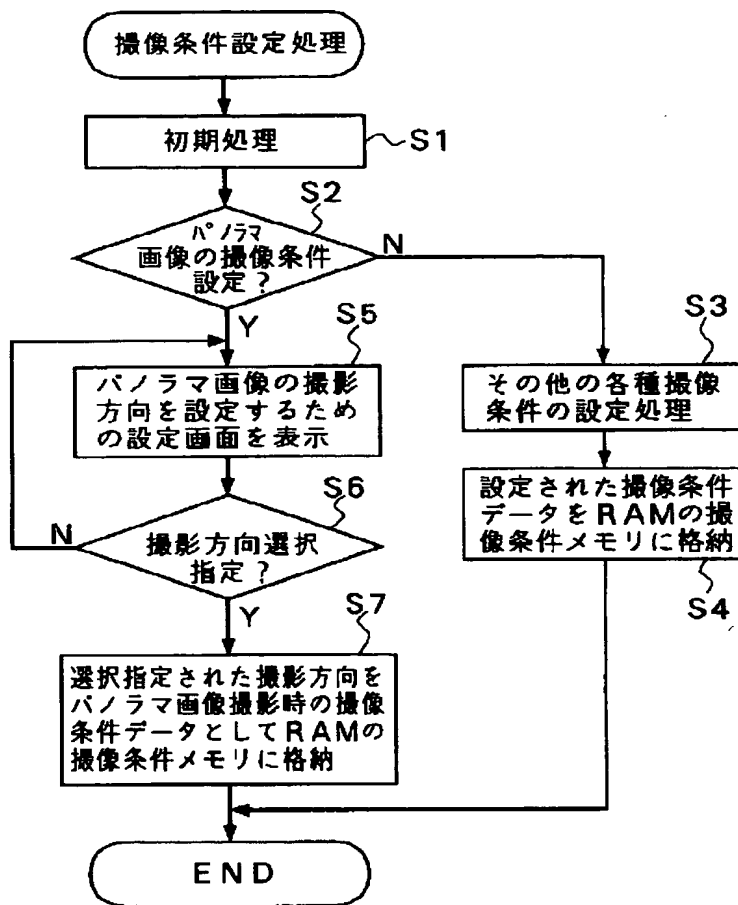 撮像条件設定処理
初期処理
S1
S2
パノラマ
画像の撮像条件
設定?
N
Y
S5
パノラマ画像の撮影
方向を設定するため
の設定画面を表示
S3
その他の各種撮像
条件の設定処理
設定された撮像条件
データをRAMの撮
像条件メモリに格納
S4
S6
撮影方向選択
指定?
N
Y
S7
選択指定された撮影方向を
パノラマ画像撮影時の撮像
条件データとしてRAMの
撮像条件メモリに格納
END